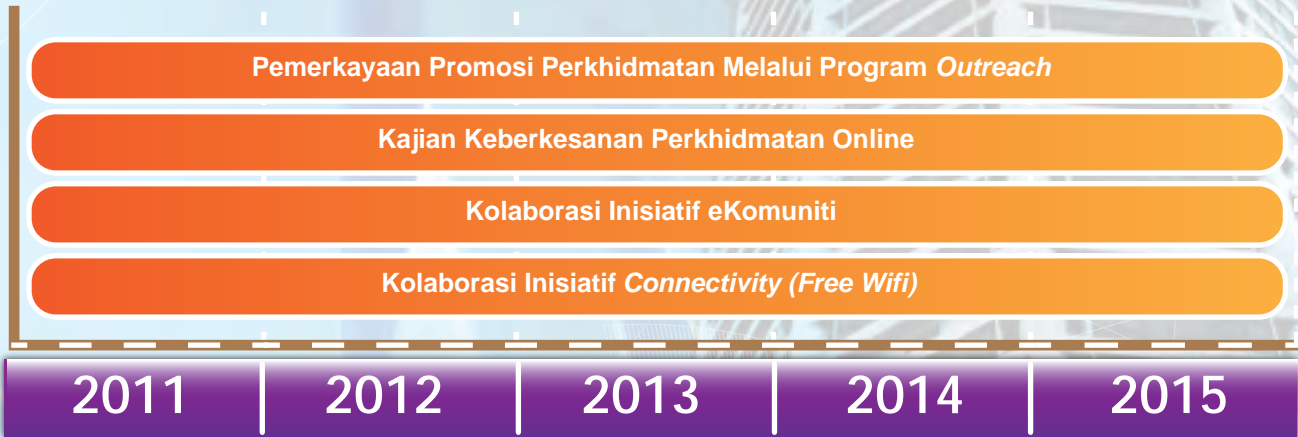 Pemerkayaan Promosi Perkhidmatan Melalui Program Outreach
Kajian Keberkesanan Perkhidmatan Online
Kolaborasi Inisiatif eKomuniti
Kolaborasi Inisiatif Connectivity (Free Wifi)
2011 2012 2013 2014 2015